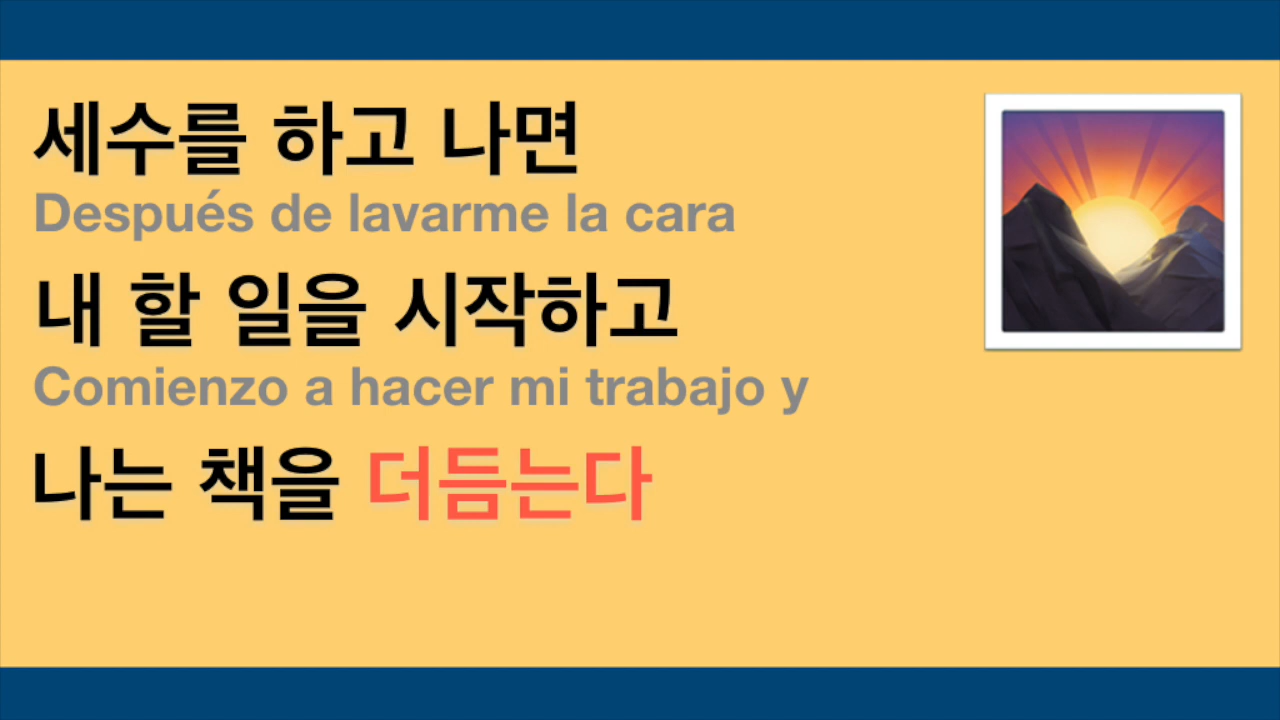 세수를 하고 나면
Después de lavarme la cara
내 할 일을 시작하고
Comienzo a hacer mi trabajo y
나는 책을 더듬는다